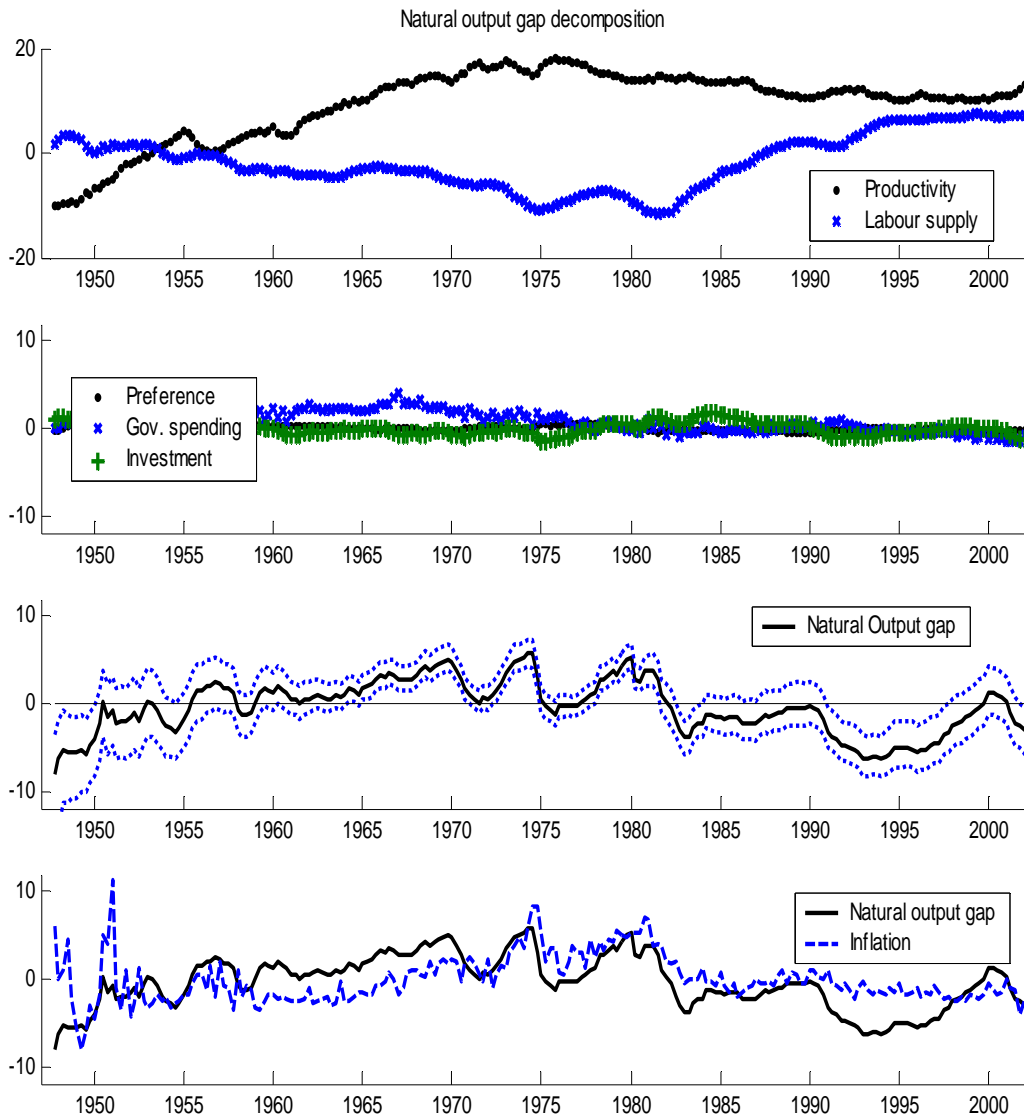 Natural output gap decomposition
20
0
-20
Productivity
Labour supply
1950 1955 1960 1965 1970 1975 1980 1985 1990 1995 2000
10
0
-10
Preference
Gov. spending
Investment
1950 1955 1960 1965 1970 1975 1980 1985 1990 1995 2000
10
0
-10
Natural Output gap
1950 1955 1960 1965 1970 1975 1980 1985 1990 1995 2000
10
0
-10
Natural output gap
Inflation
1950 1955 1960 1965 1970 1975 1980 1985 1990 1995 2000